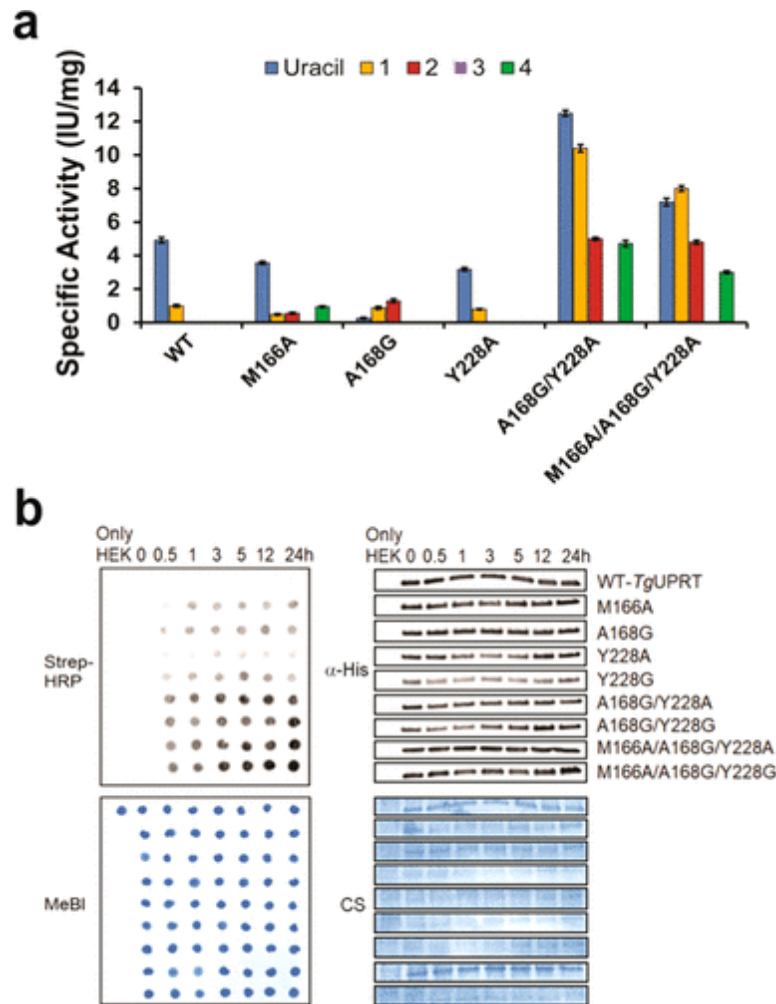 a
Uracil 1 2 3 4
Specific Activity (IU/mg)
14
12
10
8
6
4
2
0
WT
M166A
A168G
Y228A
A168G/Y228A
M166A/A168G/Y228A
b
Only
HEK 0 0.5 1 3 5 12 24h
Strep-
HRP
MeBl
Only
HEK 0 0.5 1 3 5 12 24h
α-His
WT-TgUPRT
M166A
A168G
Y228A
Y228G
A168G/Y228A
A168G/Y228G
M166A/A168G/Y228A
M166A/A168G/Y228G
CS